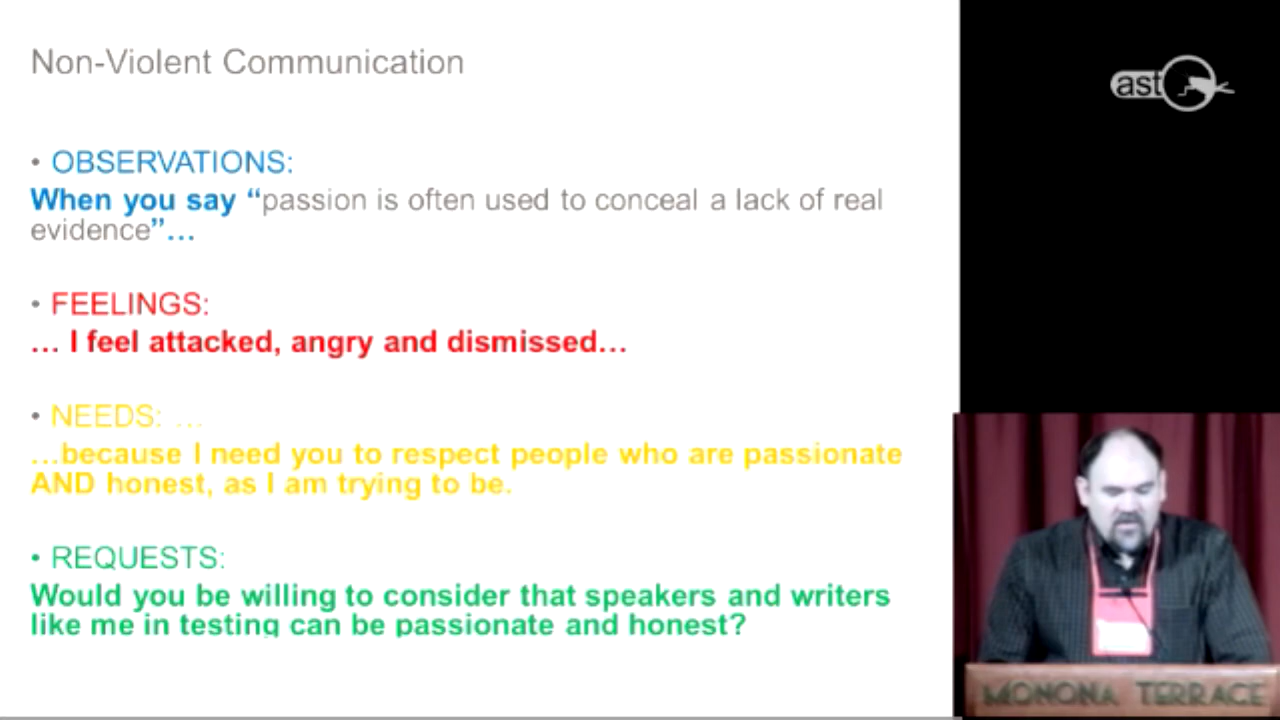 Non-Violent Communication
• OBSERVATIONS:
When you say “passion is often used to conceal a lack of real
evidence”…
• FEELINGS:
… I feel attacked, angry and dismissed…
• NEEDS: …
…because I need you to respect people who are passionate
AND honest, as I am trying to be.
• REQUESTS:
Would you be willing to consider that speakers and writers
like me in testing can be passionate and honest?
ast
MONONA TERRACE